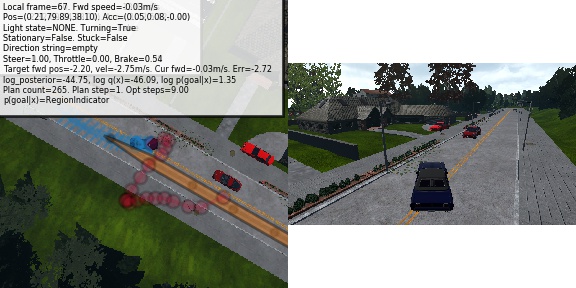 Local frame=67. Fwd speed=-0.03m/s
Pos=(0.21;79.89;38.10). Acc=(0.05,0.08;-0.00)
Light state=NONE. Turning=True
Stationary=False. Stuck=False
Direction string=empty
Steer=1.00, Throttle=0.00, Brake=0.54
Target fwd pos=-2.20, vel=-2.75m/s. Cur fwd=-0.03m/s. Err=-2.72
log_posterior=-44.75, log q(x)=-46.09, log p(goal|x)=1.35
Plan count=265. Plan step=1. Opt steps=9.00
p(goal|x)=RegionIndicator